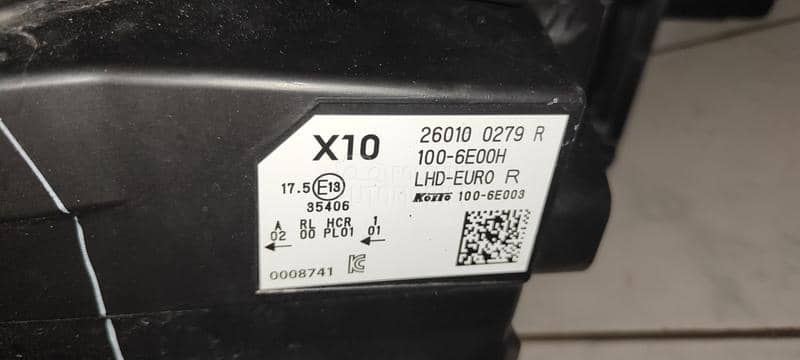 X10
26010 0279 R
100-6E00H
LHD-EURO R
Koito 100-6E003
17.5 E13
35406
A RL HCR 1
02 00 PL01 01
0008741